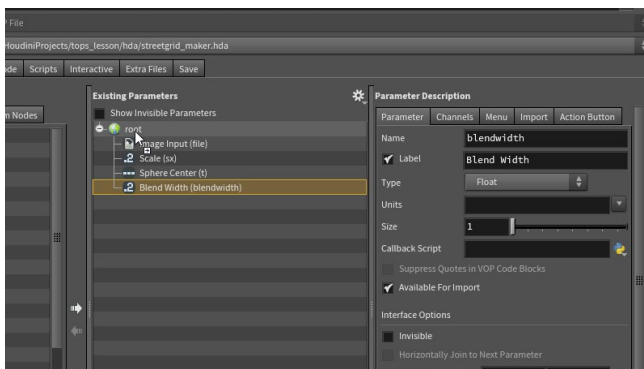 P File
HoudiniProjects/tops_lesson/hda/streetgrid_maker.hda
ode Scripts Interactive Extra Files Save
m Nodes
Existing Parameters
Show Invisible Parameters
root
Image Input (file)
Scale (sx)
Sphere Center (t)
Blend Width (blendwidth)
Parameter Description
Parameter Channels Menu Import Action Button
Name blendwidth
Label Blend Width
Type Float
Units
Size 1
Callback Script
Suppress Quotes in VOP Code Blocks
Available For Import
Interface Options
Invisible
Horizontally Join to Next Parameter